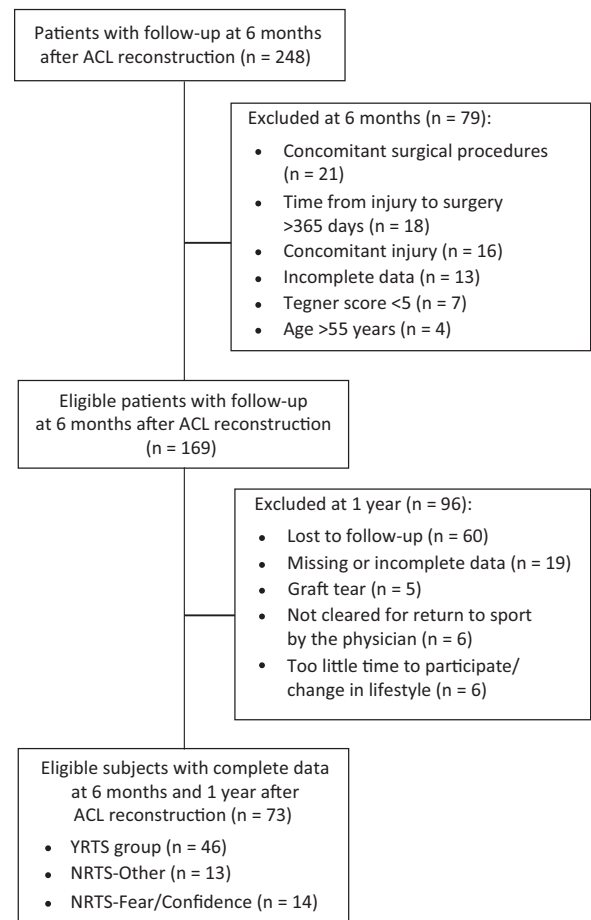 Patients with follow-up at 6 months
after ACL reconstruction (n = 248)
Excluded at 6 months (n = 79):
• Concomitant surgical procedures
(n = 21)
• Time from injury to surgery
>365 days (n = 18)
• Concomitant injury (n = 16)
• Incomplete data (n = 13)
• Tegner score <5 (n = 7)
• Age >55 years (n = 4)
Eligible patients with follow-up
at 6 months after ACL reconstruction
(n = 169)
Excluded at 1 year (n = 96):
• Lost to follow-up (n = 60)
• Missing or incomplete data (n = 19)
• Graft tear (n = 5)
• Not cleared for return to sport
by the physician (n = 6)
• Too little time to participate/
change in lifestyle (n = 6)
Eligible subjects with complete data
at 6 months and 1 year after
ACL reconstruction (n = 73)
• YRTS group (n = 46)
• NRTS-Other (n = 13)
• NRTS-Fear/Confidence (n = 14)